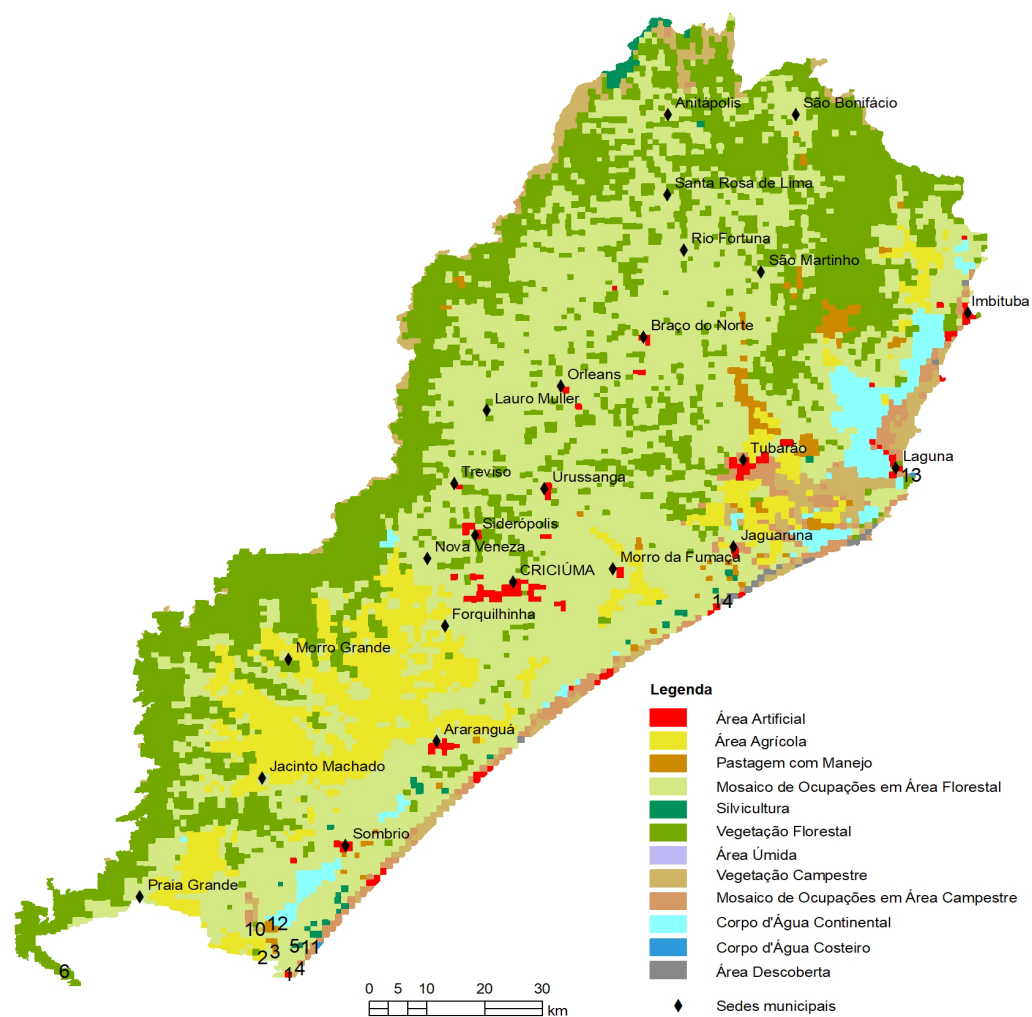 Anitápolis
São Bonifácio
Santa Rosa de Lima
Rio Fortuna
São Martinho
Imbituba
Braço do Norte
Orleans
Lauro Muller
Tubarão
Laguna
13
Treviso
Urussanga
Siderópolis
Nova Veneza
Jaguaruna
Morro da Fumaça
CRICIÚMA
14
Forquilhinha
Morro Grande
Araranguá
Jacinto Machado
Sombrio
Praia Grande
10
12
5
11
3
2
4
1
6
Legenda
Área Artificial
Área Agrícola
Pastagem com Manejo
Mosaico de Ocupações em Área Florestal
Silvicultura
Vegetação Florestal
Área Úmida
Vegetação Campestre
Mosaico de Ocupações em Área Campestre
Corpo d'Água Continental
Corpo d'Água Costeiro
Área Descoberta
Sedes municipais
0 5 10 20 30
km